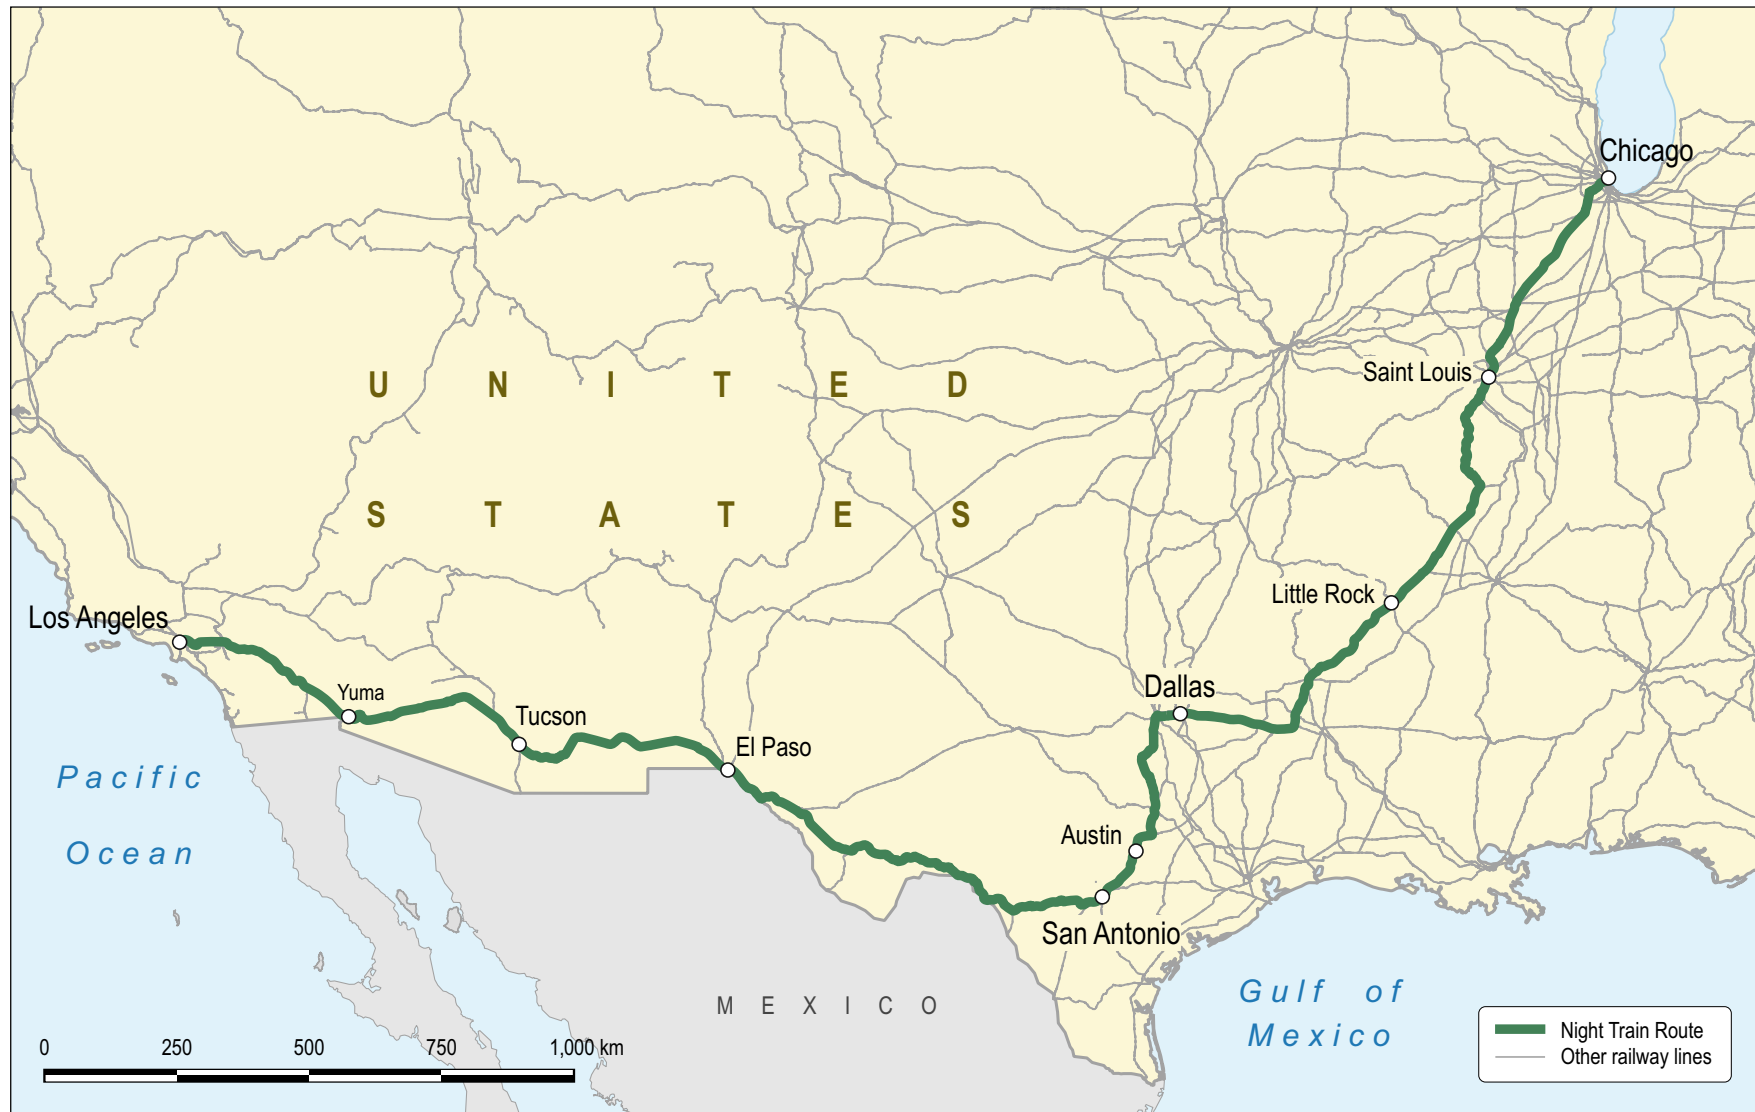 Chicago
U N I T E D
Saint Louis
S T A T E S
Little Rock
Los Angeles
Yuma
Dallas
Tucson
El Paso
Pacific
Ocean
Austin
San Antonio
MEXICO
Gulf of
Mexico
0 250 500 750 1,000 km
Night Train Route
Other railway lines